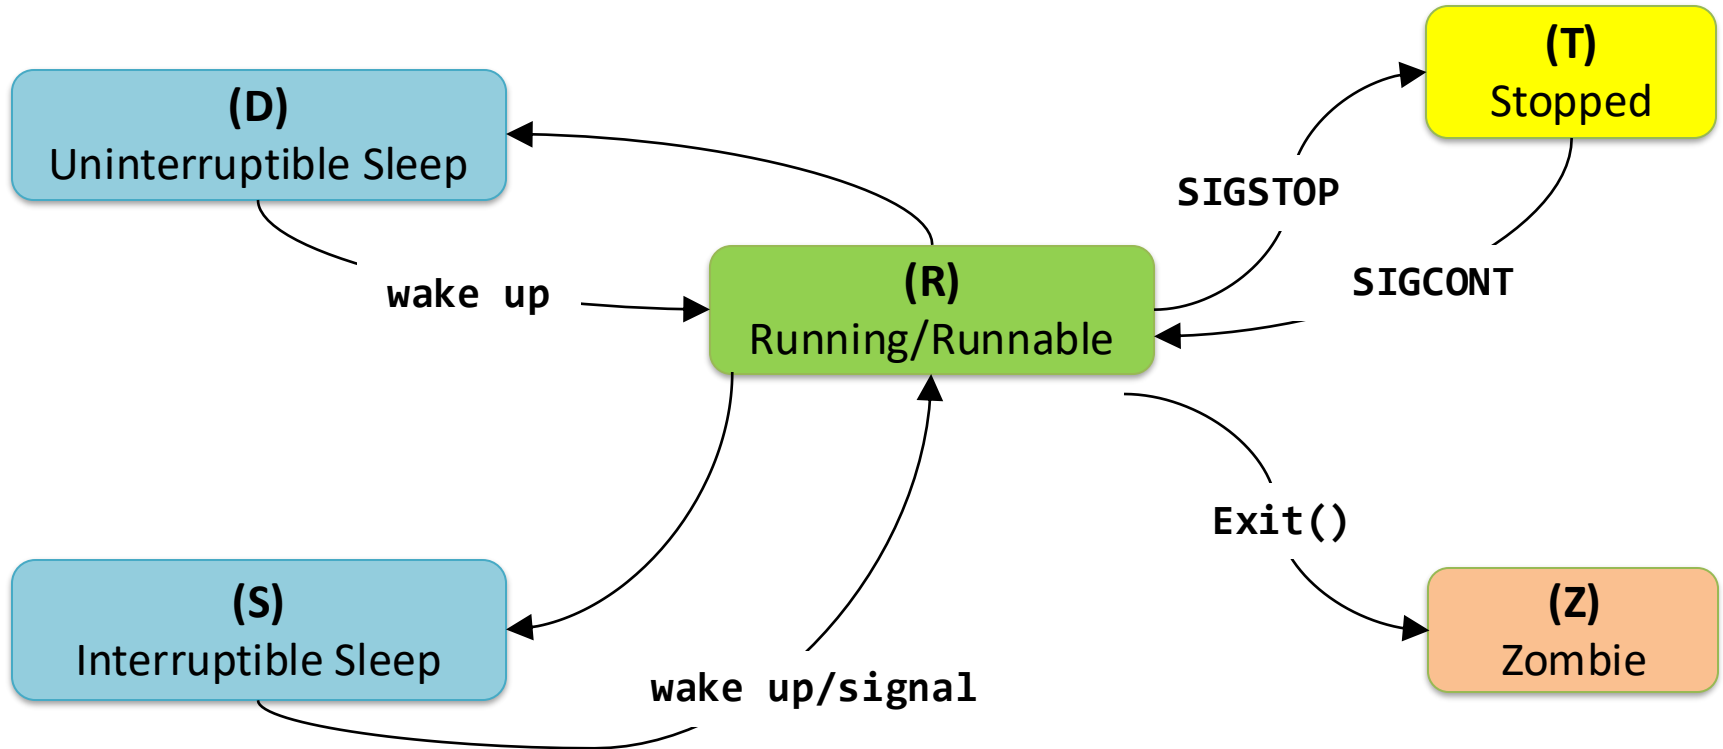 (T)
Stopped
(D)
Uninterruptible Sleep
SIGSTOP
wake up
(R)
Running/Runnable
SIGCONT
Exit()
(S)
Interruptible Sleep
wake up/signal
(Z)
Zombie